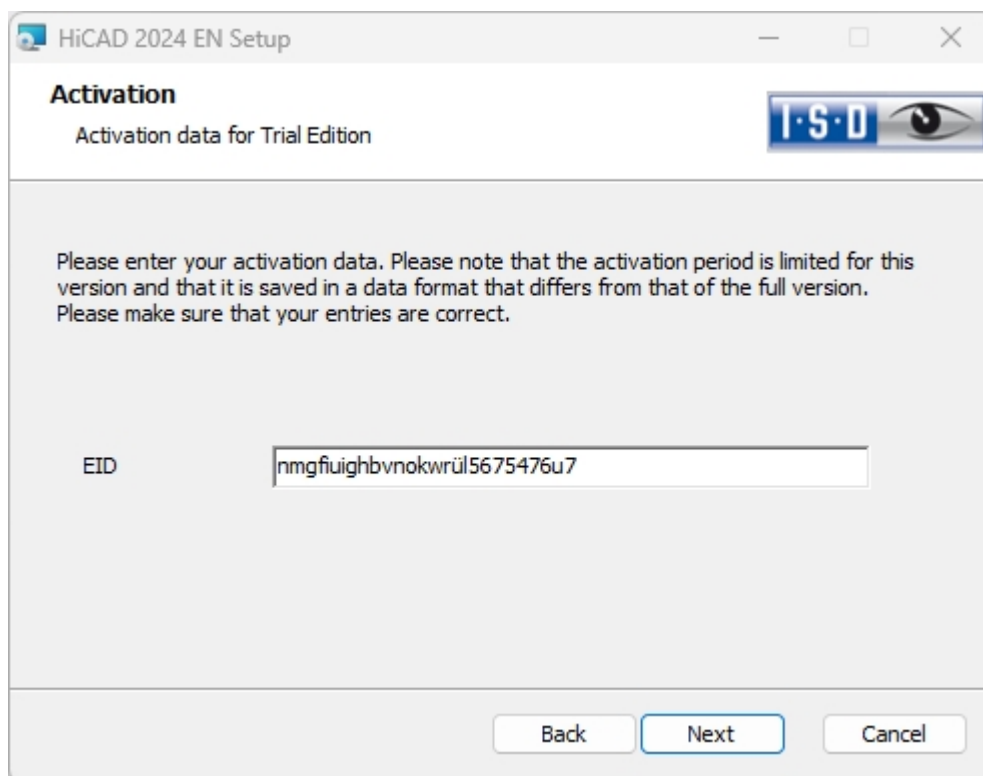 HiCAD 2024 EN Setup
Activation
Activation data for Trial Edition
I·S·D
Please enter your activation data. Please note that the activation period is limited for this
version and that it is saved in a data format that differs from that of the full version.
Please make sure that your entries are correct.
EID
nmgfiuighbvnokwrül5675476u7
Back
Next
Cancel